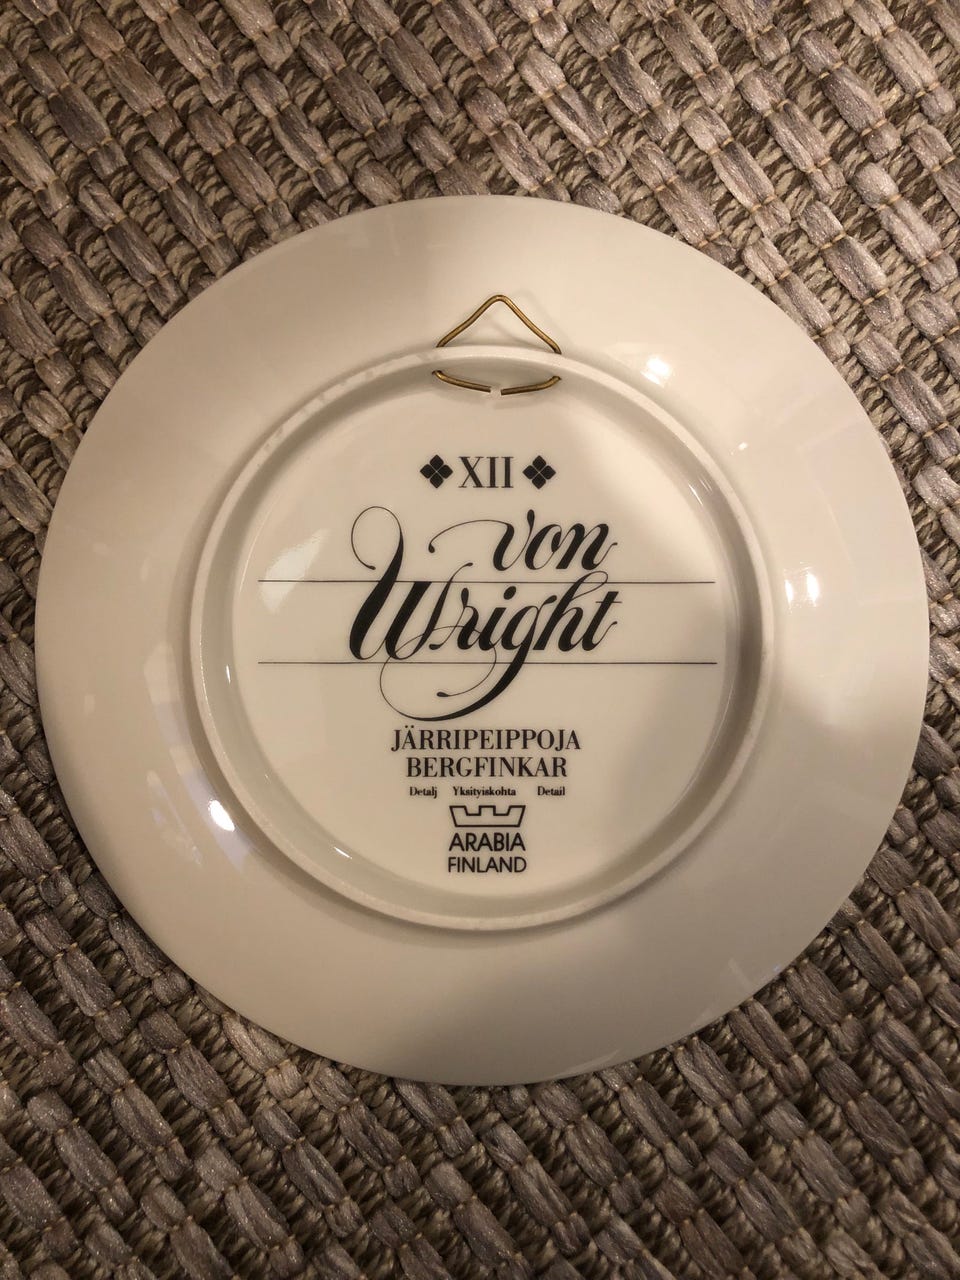 XII
von
Wright
JÄRRIPEIPPOJA
BERGFINKAR
Detalj Yksityiskohta Detail
ARABIA
FINLAND